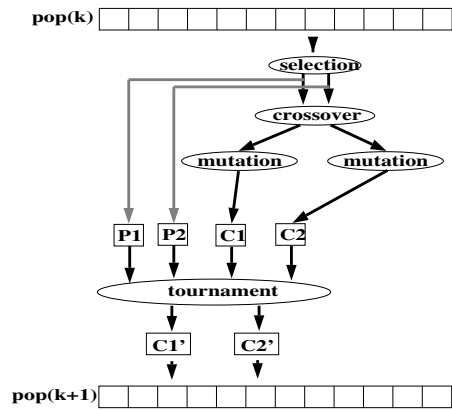 pop(k)
selection
crossover
mutation
mutation
P1
P2
C1
C2
tournament
C1'
C2'
pop(k+1)